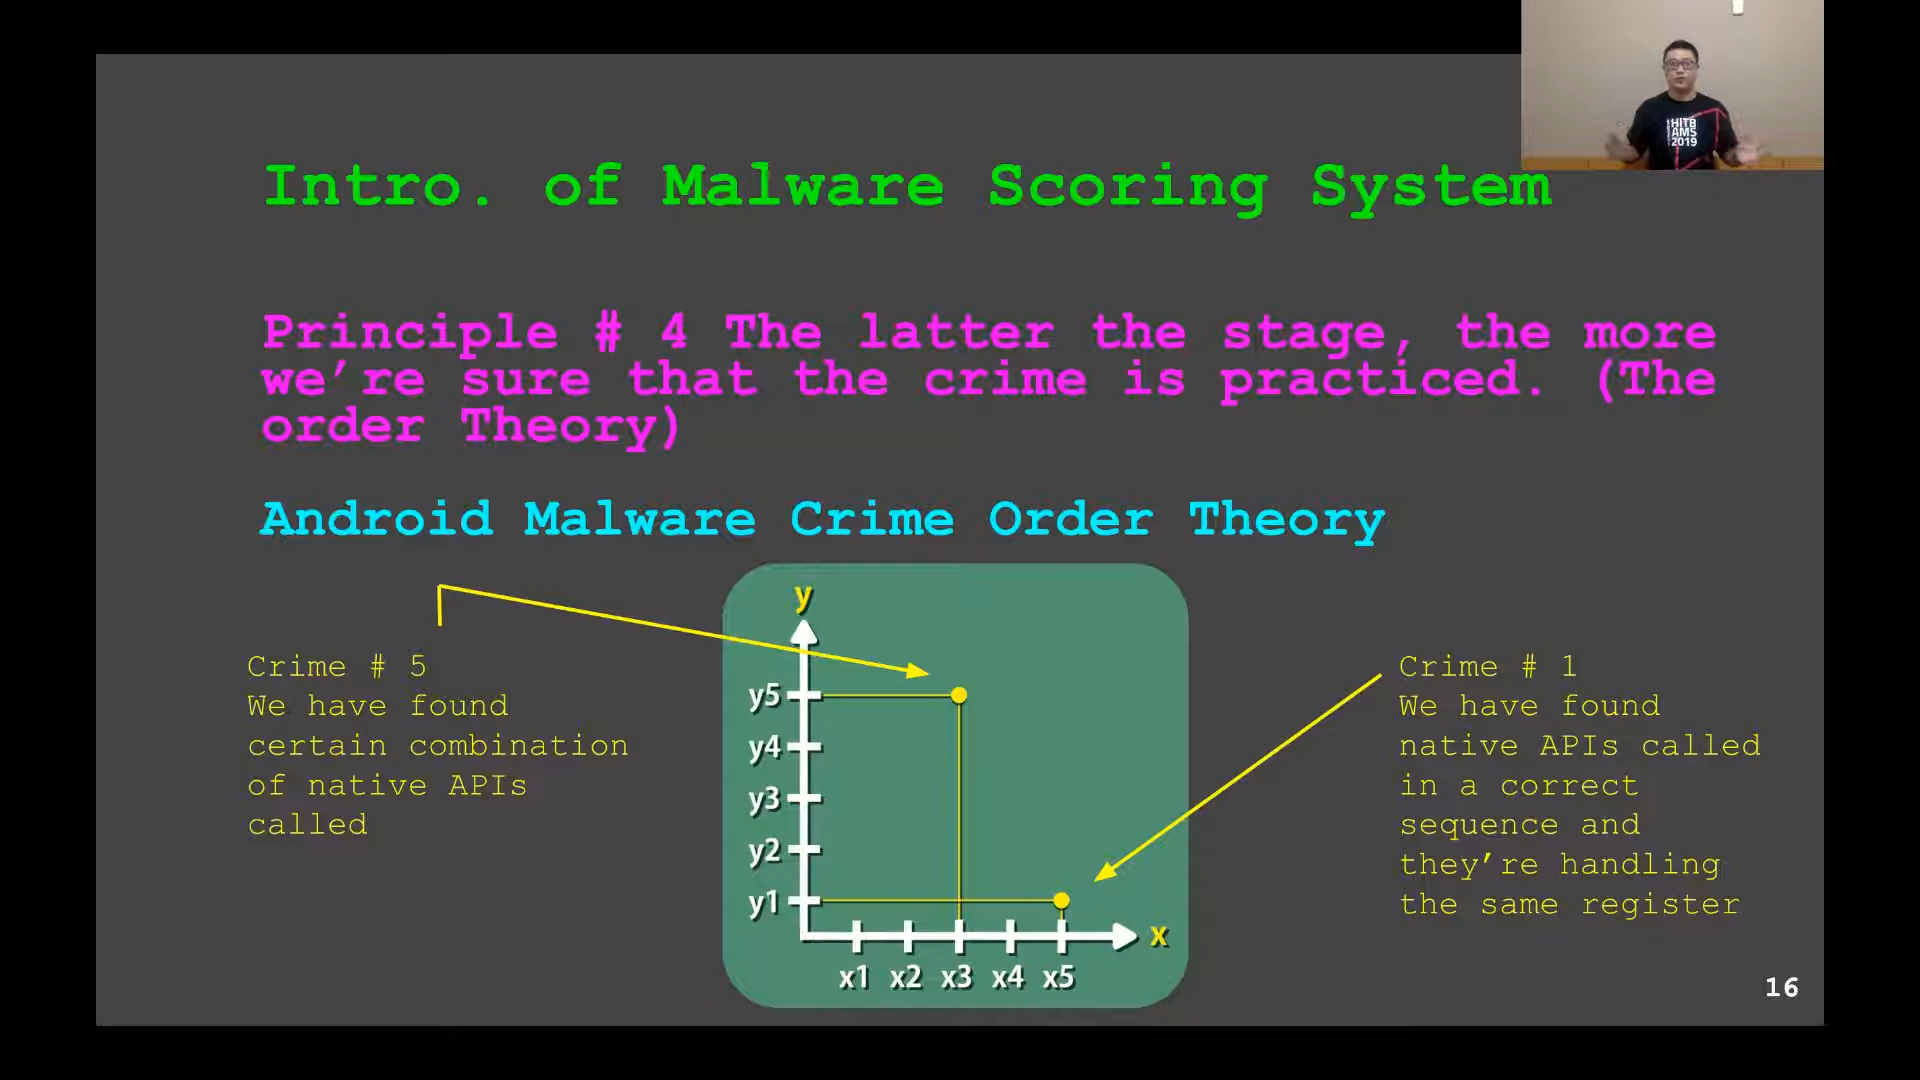 HITB
AMS
2019
Intro. of Malware Scoring System
Principle # 4 The latter the stage, the more
we’re sure that the crime is practiced. (The
order Theory)
Android Malware Crime Order Theory
Crime # 5
We have found
certain combination
of native APIs
called
y
y5
y4
y3
y2
y1
x1 x2 x3 x4 x5
x
Crime # 1
We have found
native APIs called
in a correct
sequence and
they’re handling
the same register
16